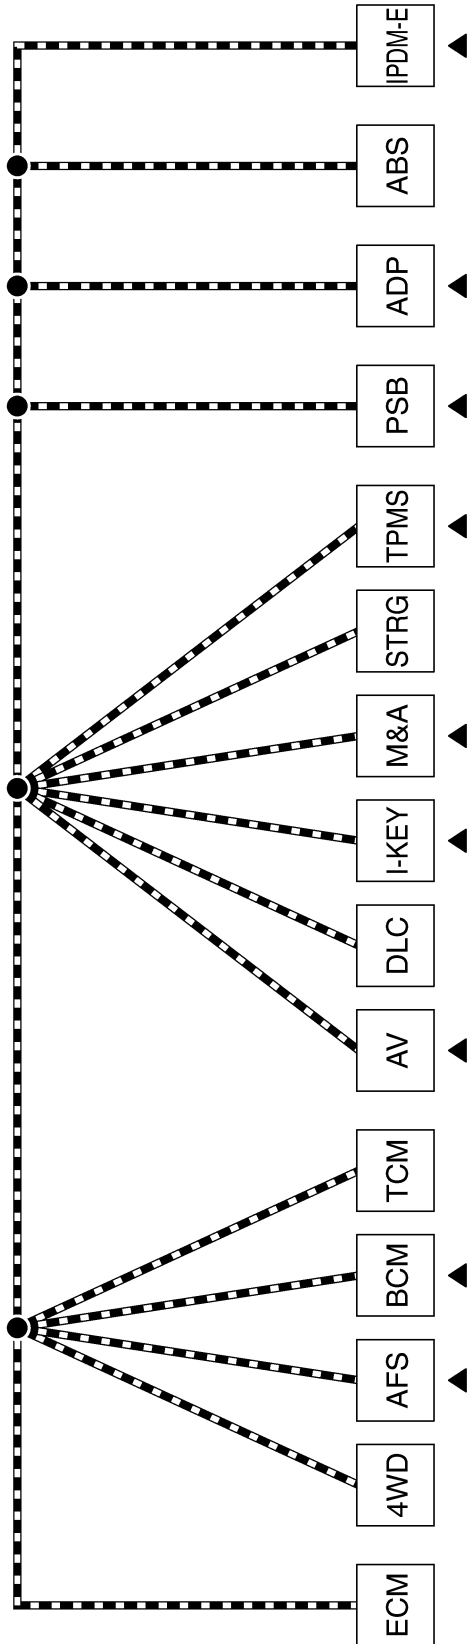 IPDM-E
ABS
ADP
PSB
TPMS
STRG
M&A
I-KEY
DLC
AV
TCM
BCM
AFS
4WD
ECM